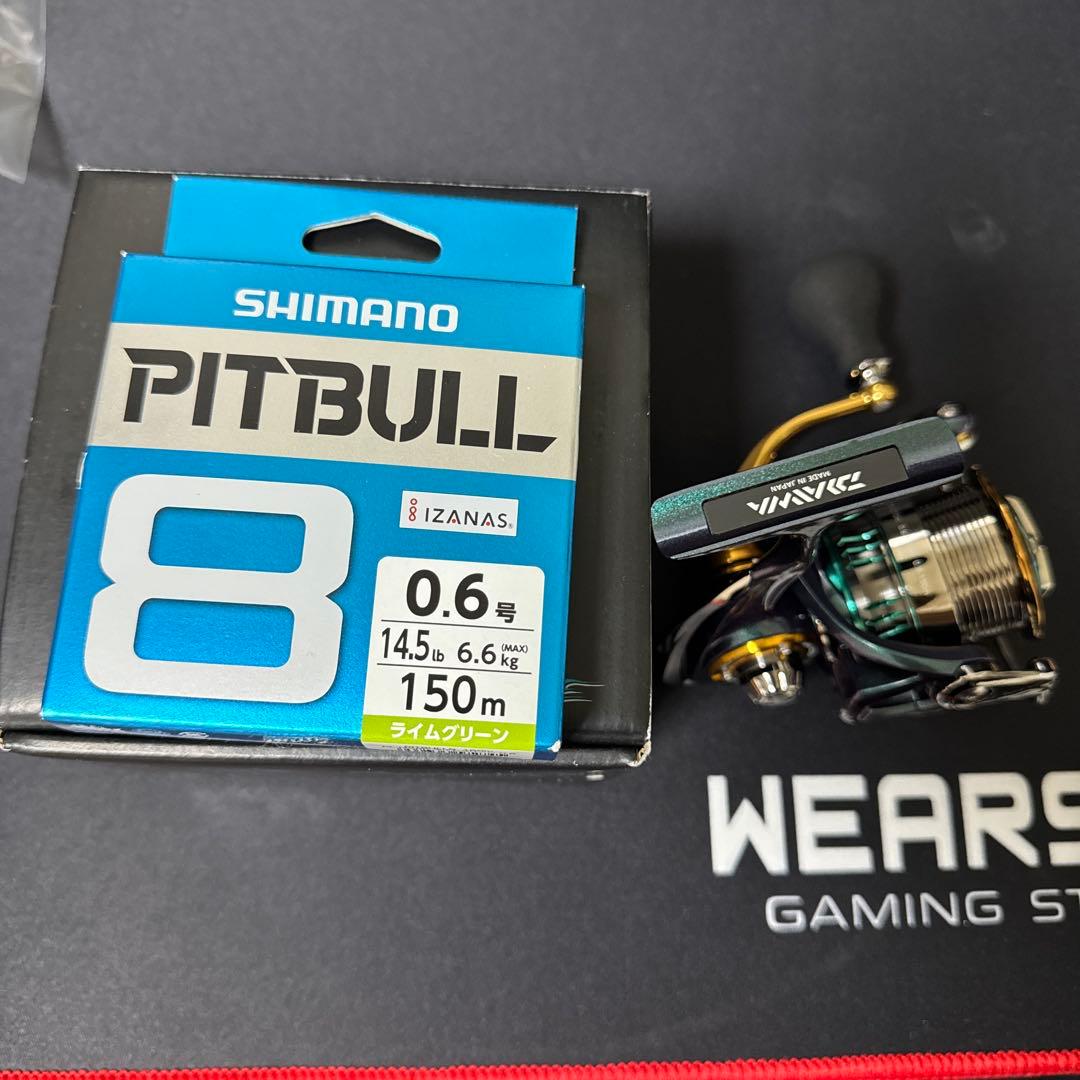 SHIMANO
PITBULL
8
IZANAS®
0.6号
14.5lb 6.6kg (MAX)
150m
ライムグリーン
DAIWA
MADE IN JAPAN
WEARS
GAMING ST